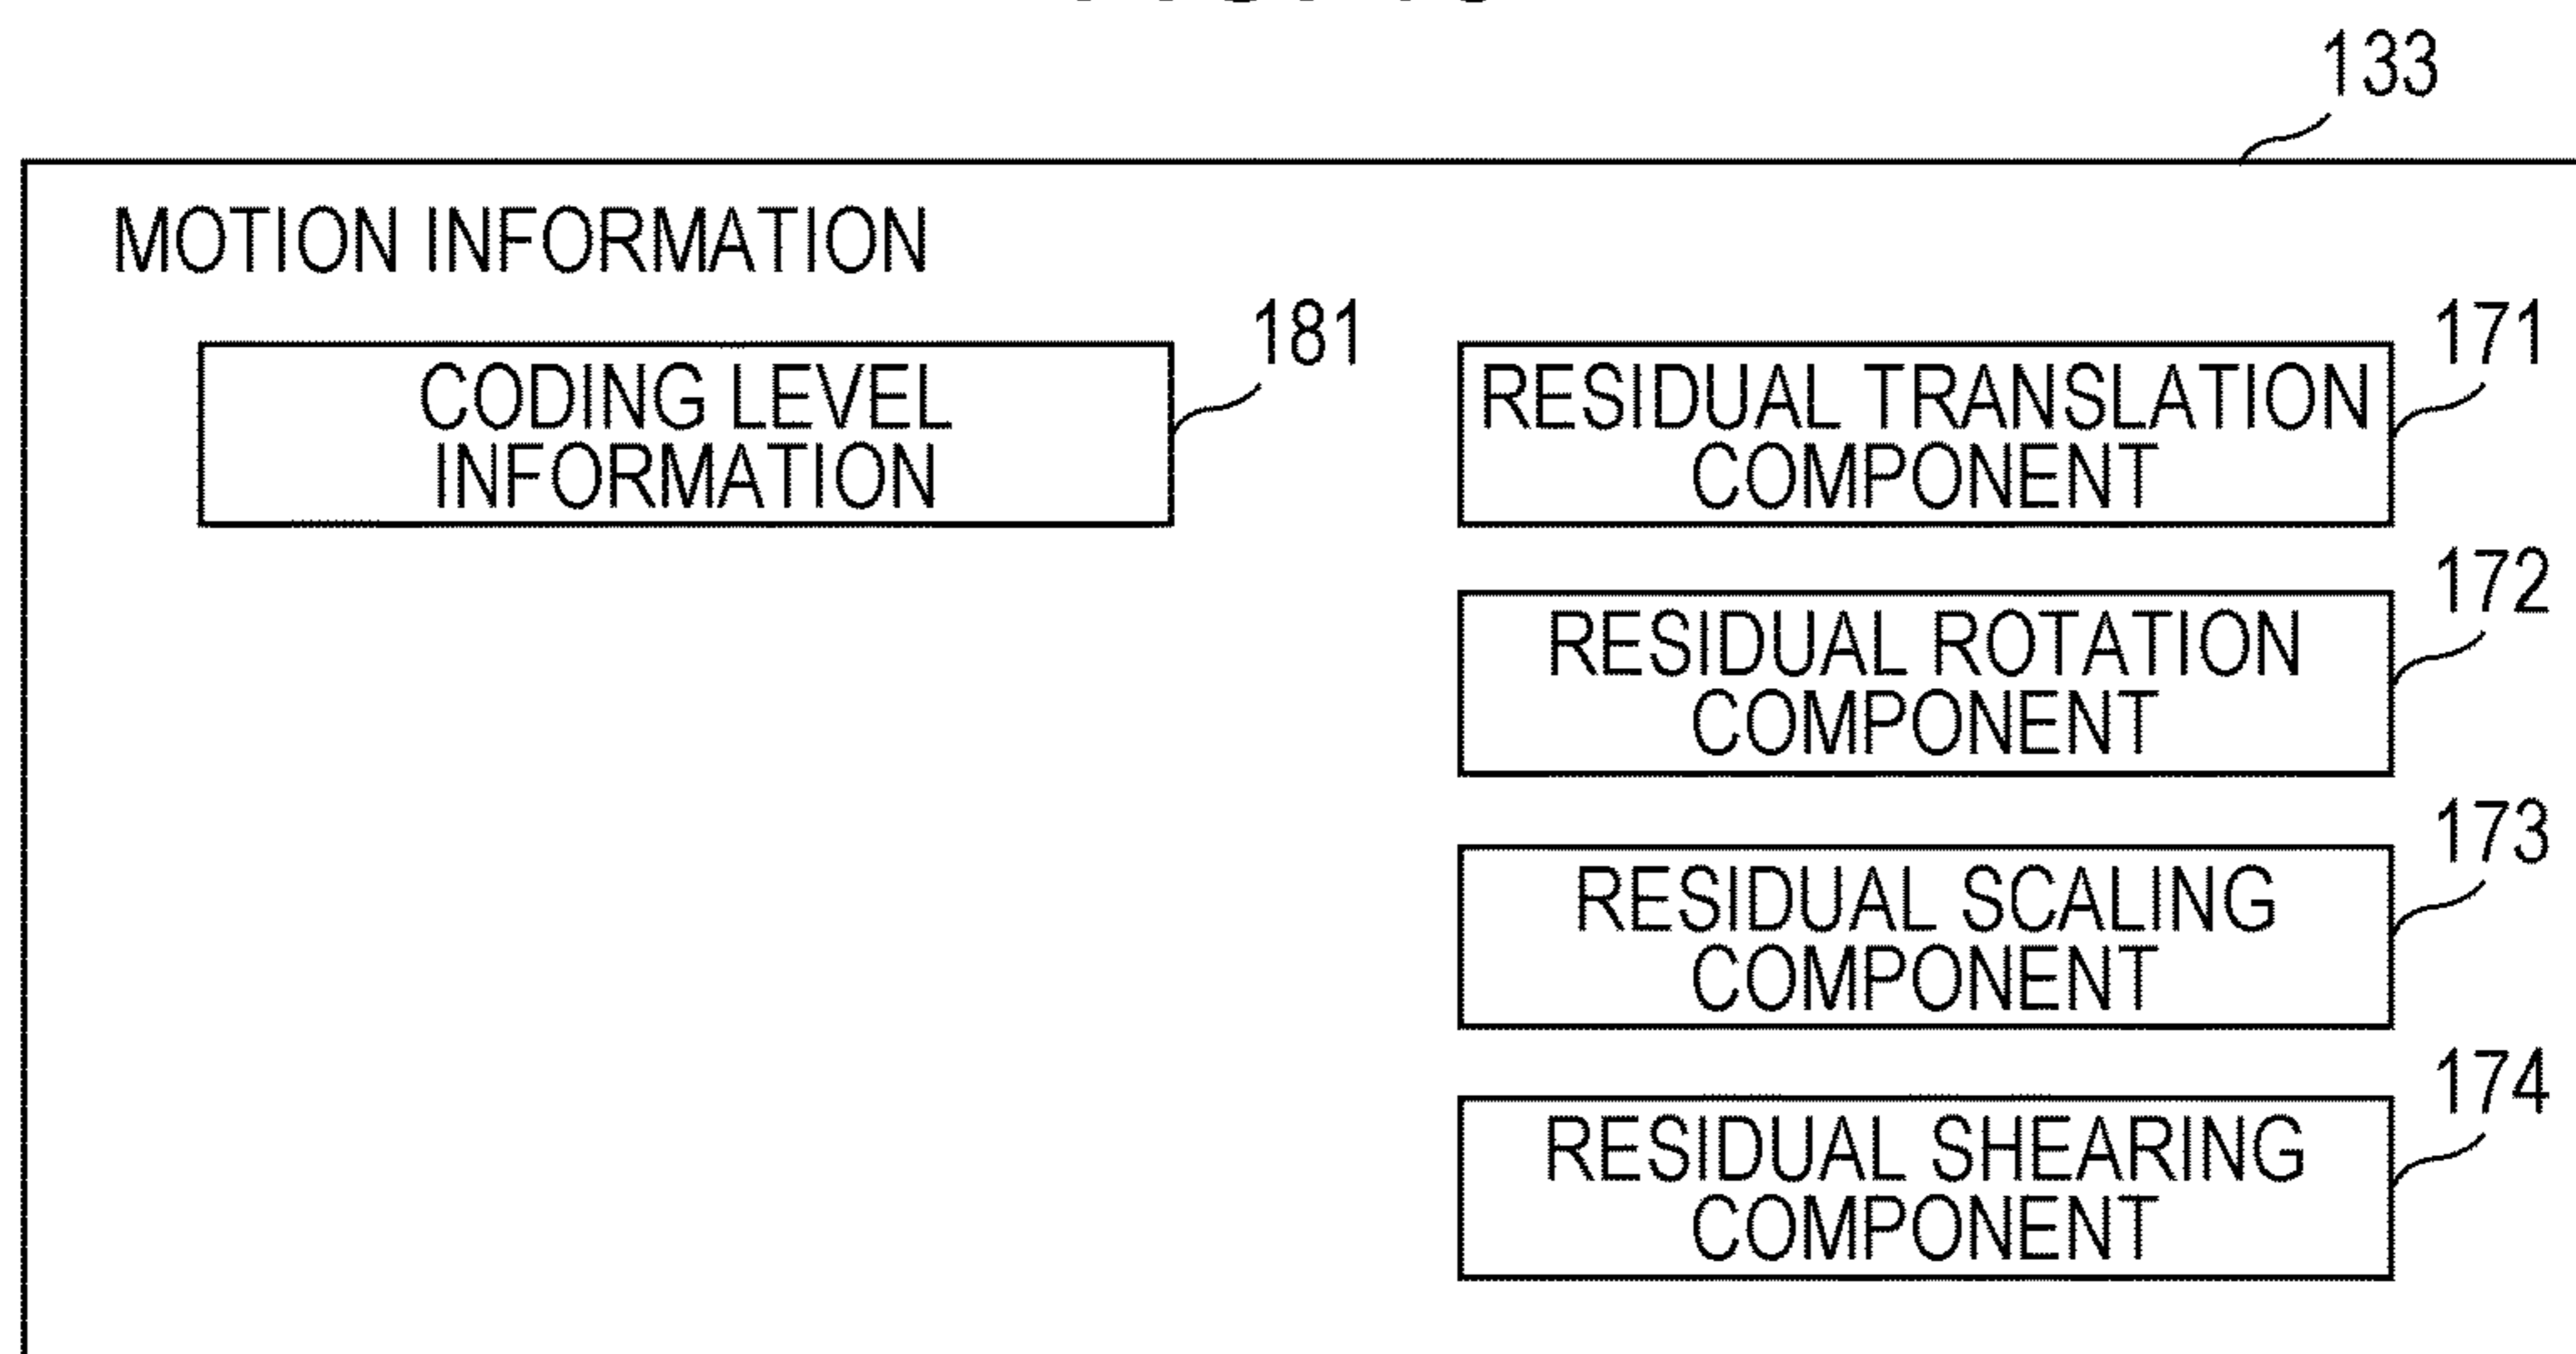 133
MOTION INFORMATION
181
CODING LEVEL
INFORMATION
171
RESIDUAL TRANSLATION
COMPONENT
172
RESIDUAL ROTATION
COMPONENT
173
RESIDUAL SCALING
COMPONENT
174
RESIDUAL SHEARING
COMPONENT